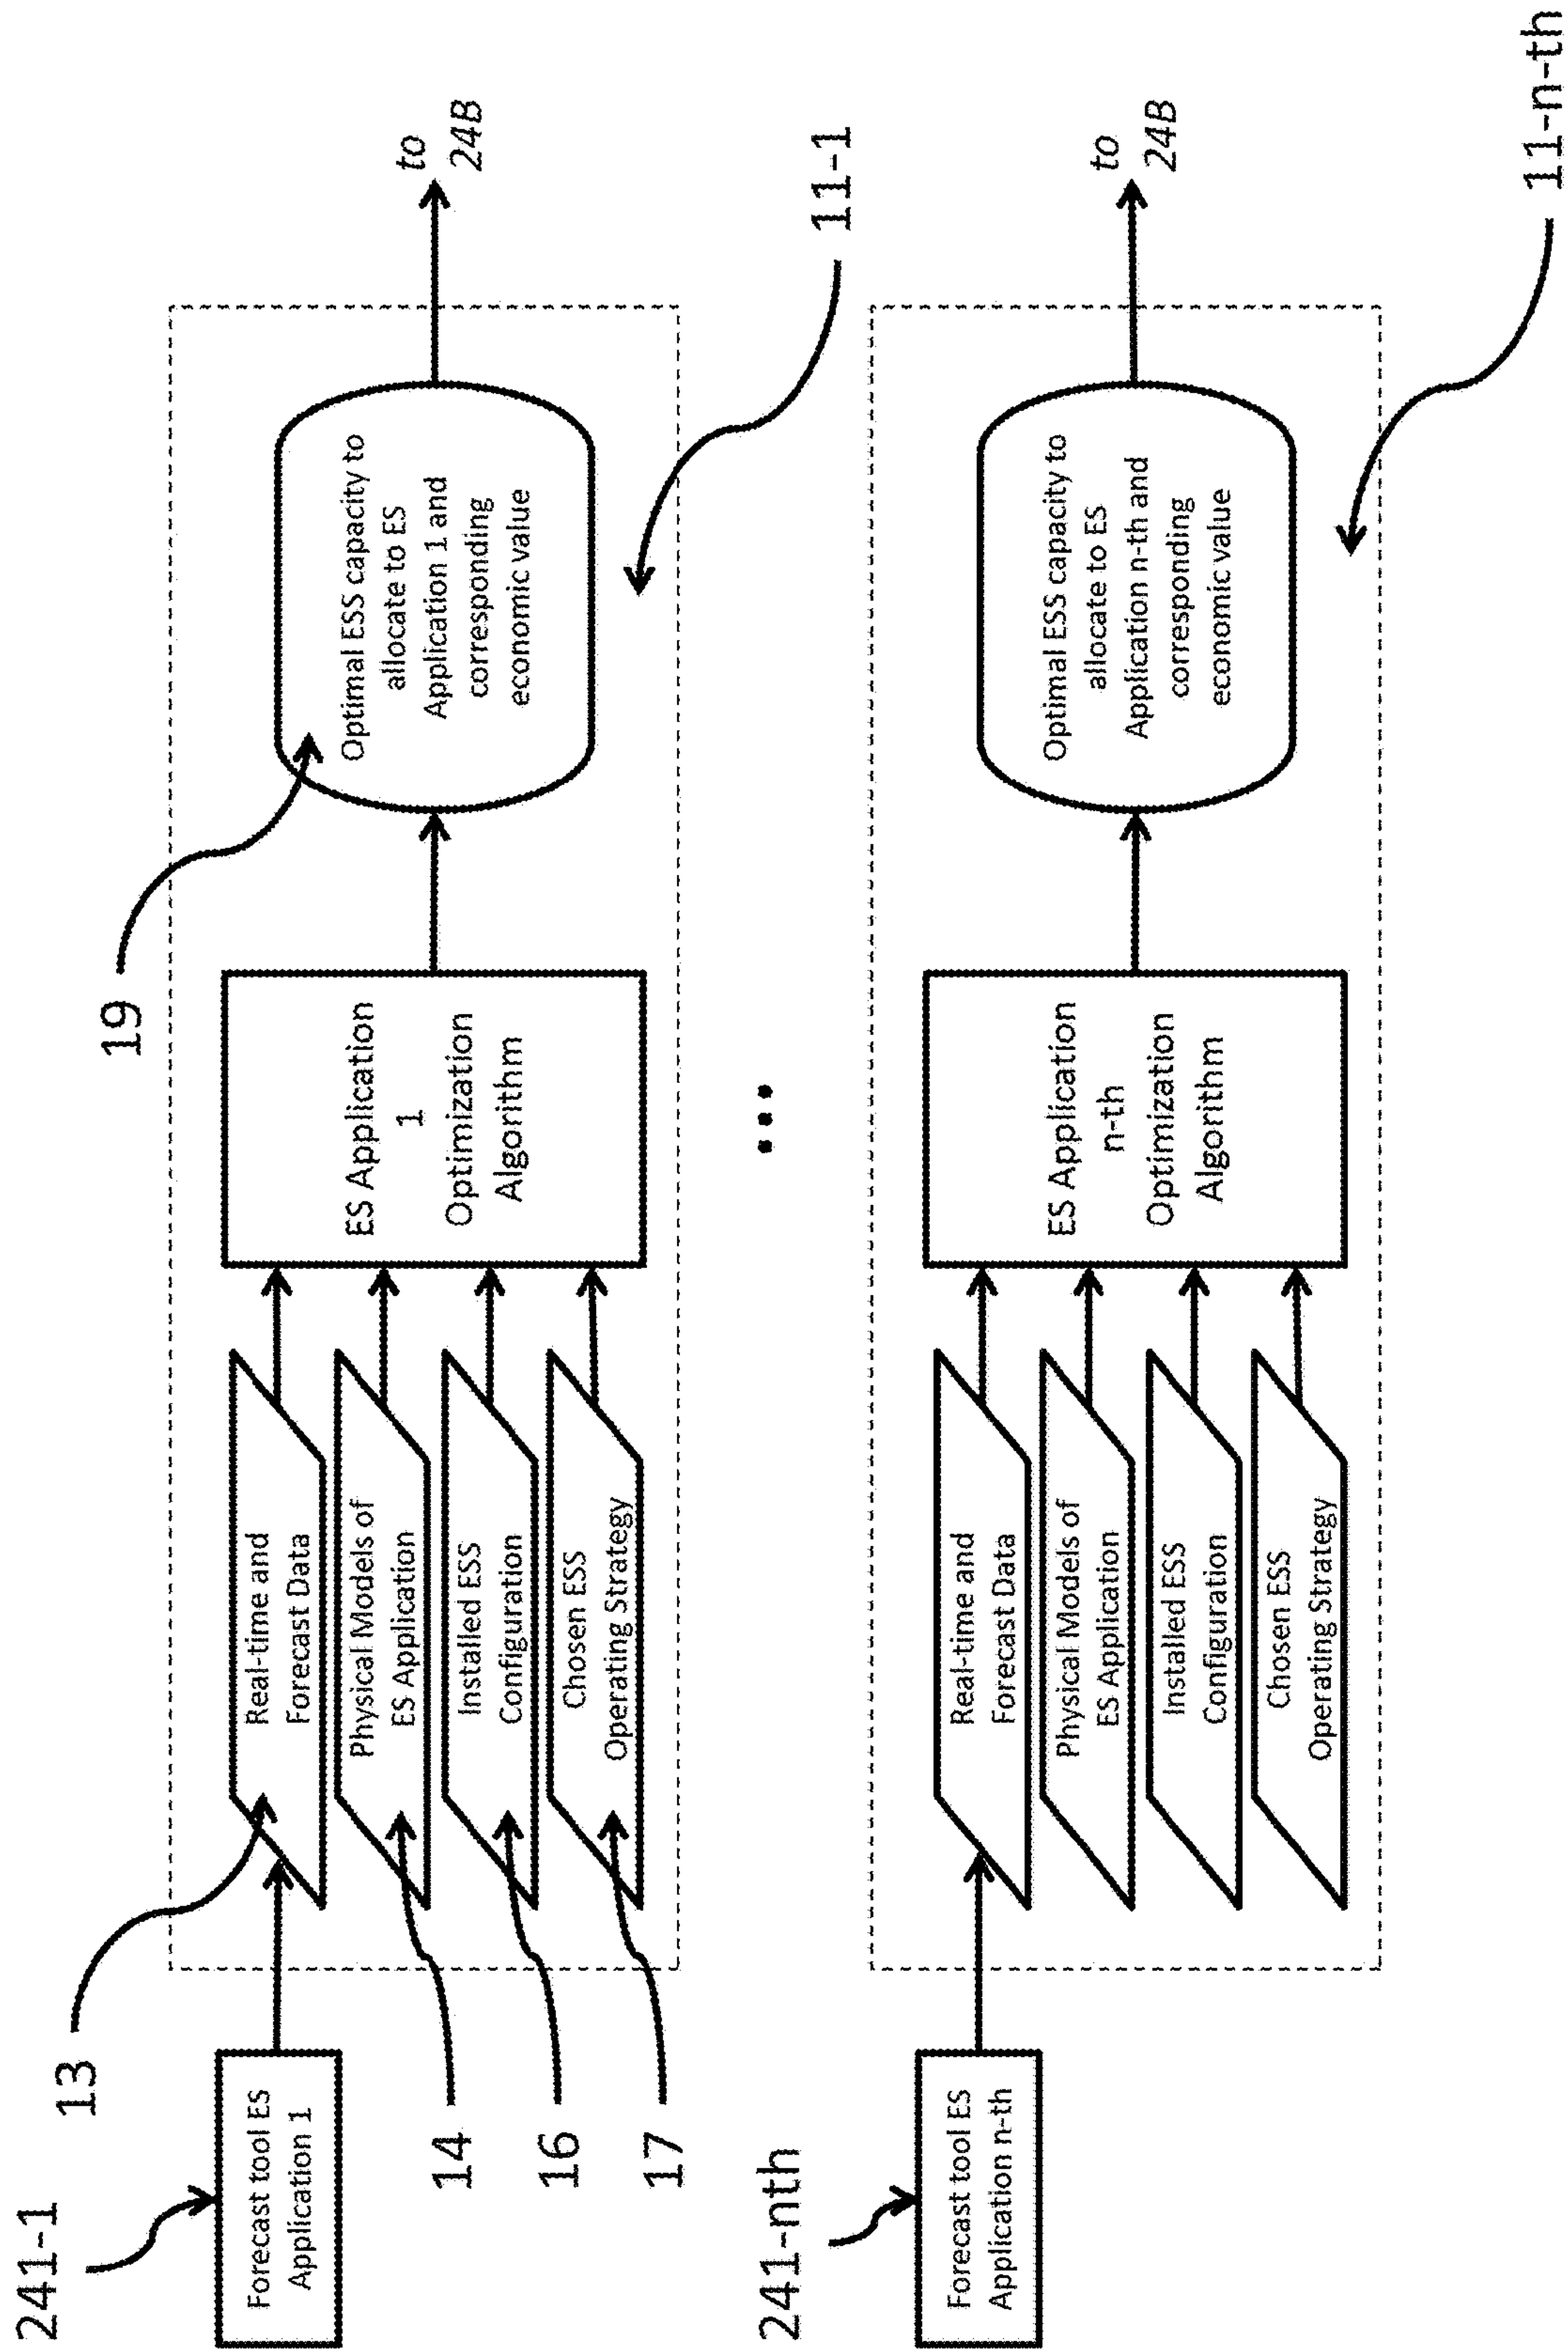 241-1
Forecast tool ES
Application 1
13
14
16
17
Real-time and
Forecast Data
Physical Models of
ES Application
Installed ESS
Configuration
Chosen ESS
Operating Strategy
ES Application
1
Optimization
Algorithm
19
Optimal ESS capacity to
allocate to ES
Application 1 and
corresponding
economic value
to
24B
11-1
...
241-nth
Forecast tool ES
Application n-th
Real-time and
Forecast Data
Physical Models of
ES Application
Installed ESS
Configuration
Chosen ESS
Operating Strategy
ES Application
n-th
Optimization
Algorithm
Optimal ESS capacity to
allocate to ES
Application n-th and
corresponding
economic value
to
24B
11-n-th